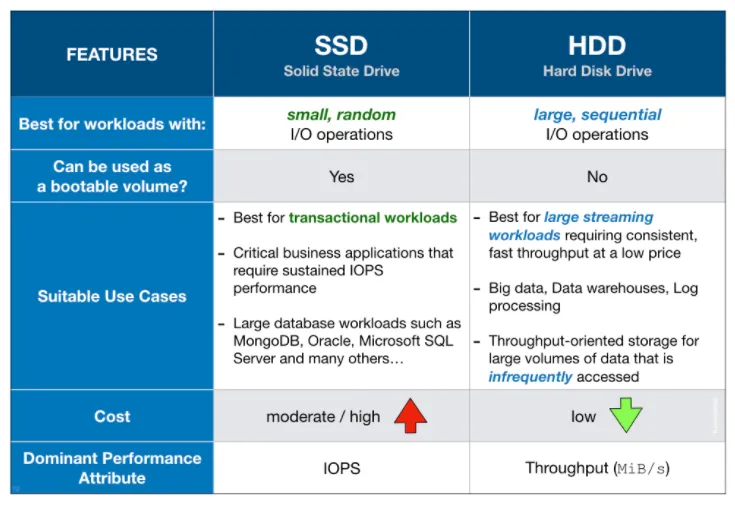 FEATURES
SSD
Solid State Drive
HDD
Hard Disk Drive
Best for workloads with:
small, random
I/O operations
large, sequential
I/O operations
Can be used as
a bootable volume?
Yes
No
Suitable Use Cases
– Best for transactional workloads
– Critical business applications that
require sustained IOPS
performance
– Large database workloads such as
MongoDB, Oracle, Microsoft SQL
Server and many others…
– Best for large streaming
workloads requiring consistent,
fast throughput at a low price
– Big data, Data warehouses, Log
processing
– Throughput-oriented storage for
large volumes of data that is
infrequently accessed
Cost
moderate / high
low
Dominant Performance
Attribute
IOPS
Throughput (MiB/s)